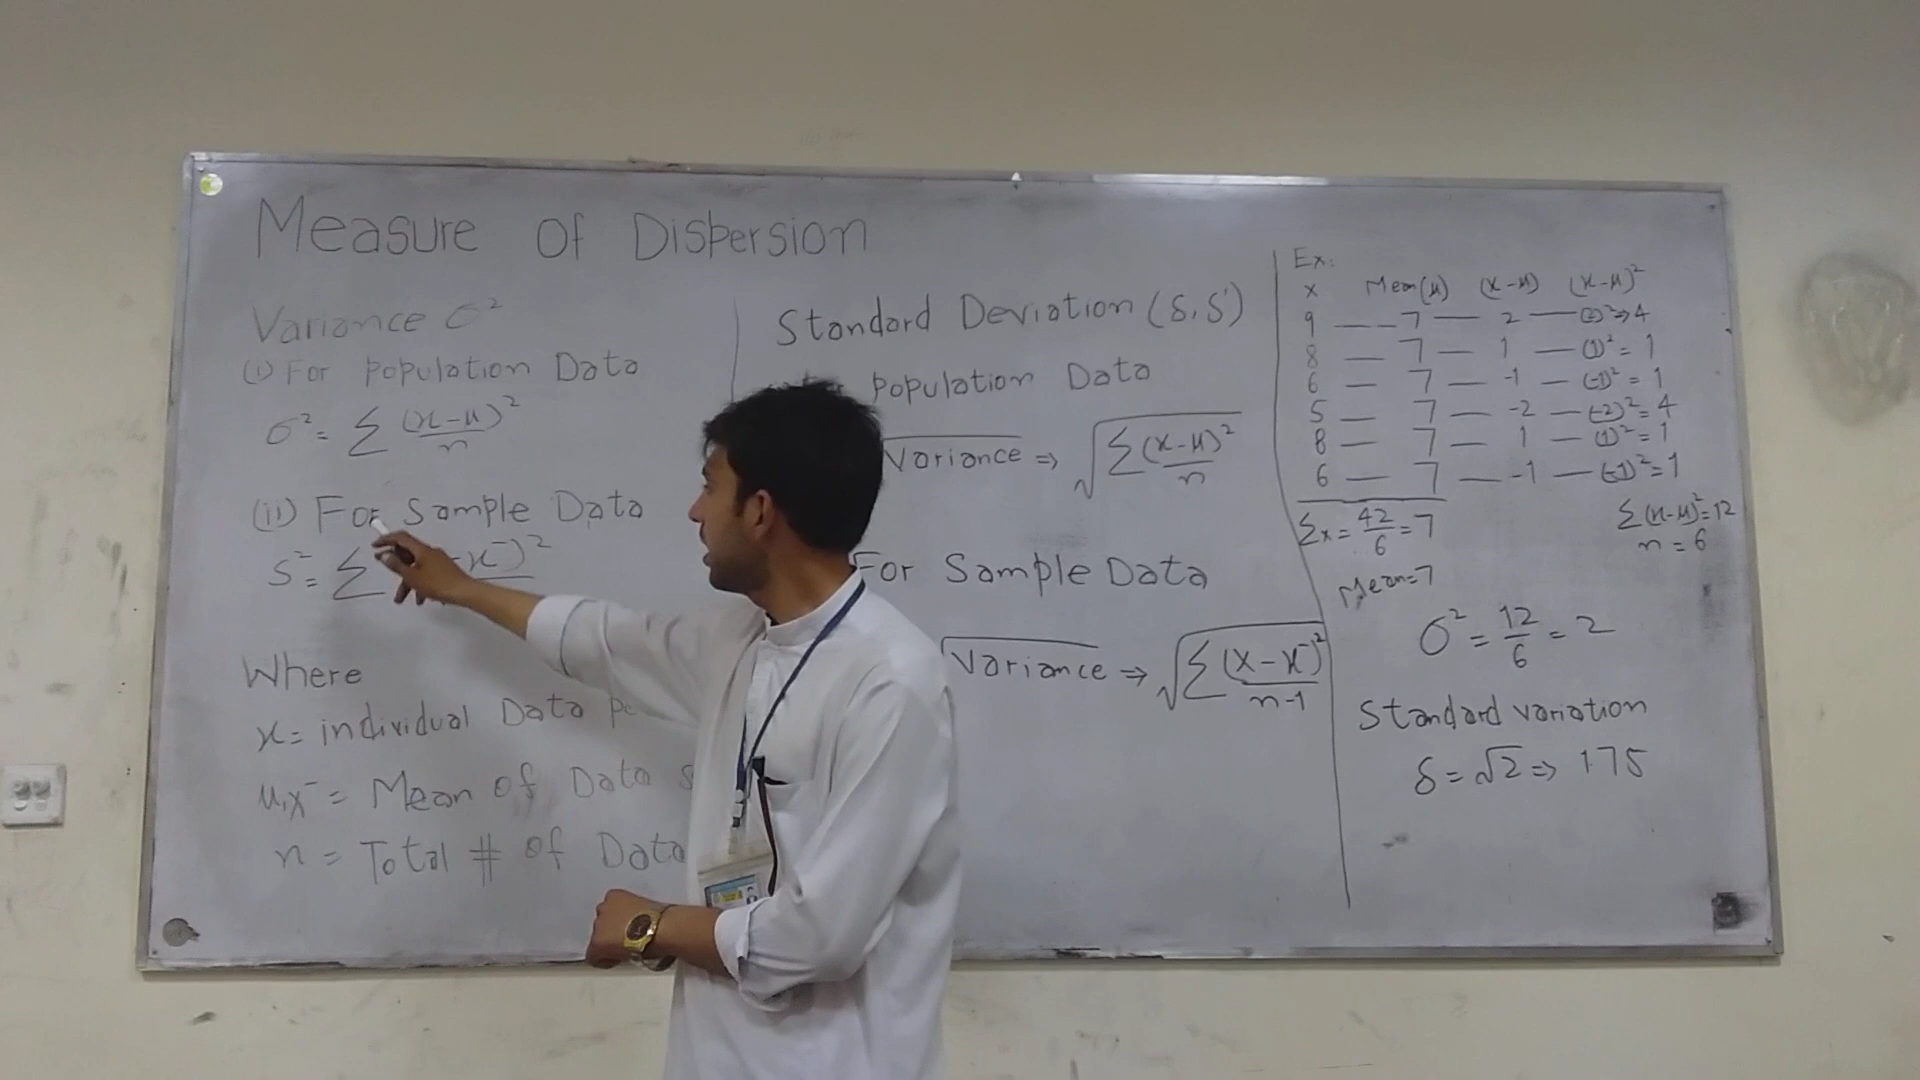 Measure of Dispersion
Variance σ²
(i) For population Data
σ² = ∑ (x-μ)² / n
(ii) For Sample Data
S² = ∑ -x⁻)²
Where
x = individual Data
μ, x⁻ = Mean of Data
n = Total # of Data
Standard Deviation (δ, S)
population Data
√Variance ⇒ √∑(x-μ)² / n
For Sample Data
√Variance ⇒ √∑(x-x⁻)² / n-1
Ex:
x Mean(μ) (x-μ) (x-μ)²
9 — 7 — 2 — (2)² ⇒ 4
8 — 7 — 1 — (1)² = 1
6 — 7 — -1 — (-1)² = 1
5 — 7 — -2 — (-2)² = 4
8 — 7 — 1 — (1)² = 1
6 — 7 — -1 — (-1)² = 1
∑x = 42/6 = 7
∑(x-μ)² = 12
n = 6
Mean = 7
σ² = 12/6 = 2
Standard variation
δ = √2 ⇒ 175